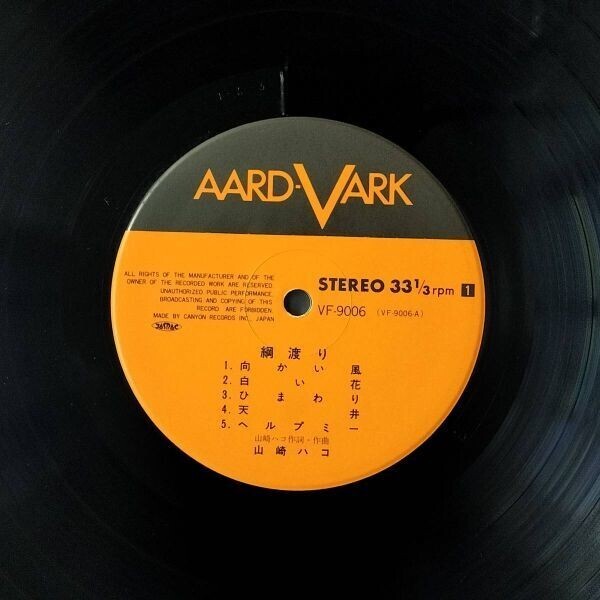 AARD-VARK
ALL RIGHTS OF THE MANUFACTURER AND OF THE
OWNER OF THE RECORDED WORK ARE RESERVED.
UNAUTHORIZED PUBLIC PERFORMANCE,
BROADCASTING AND COPYING OF THIS
RECORD ARE FORBIDDEN.
MADE BY CANYON RECORDS INC., JAPAN
JASRAC
STEREO 33 1/3 rpm 1
VF-9006 (VF-9006-A)
綱渡り
1. 向かい風
2. 白い花
3. ひまわり
4. 天井
5. ヘルプミー
山崎ハコ作詞・作曲
山崎ハコ